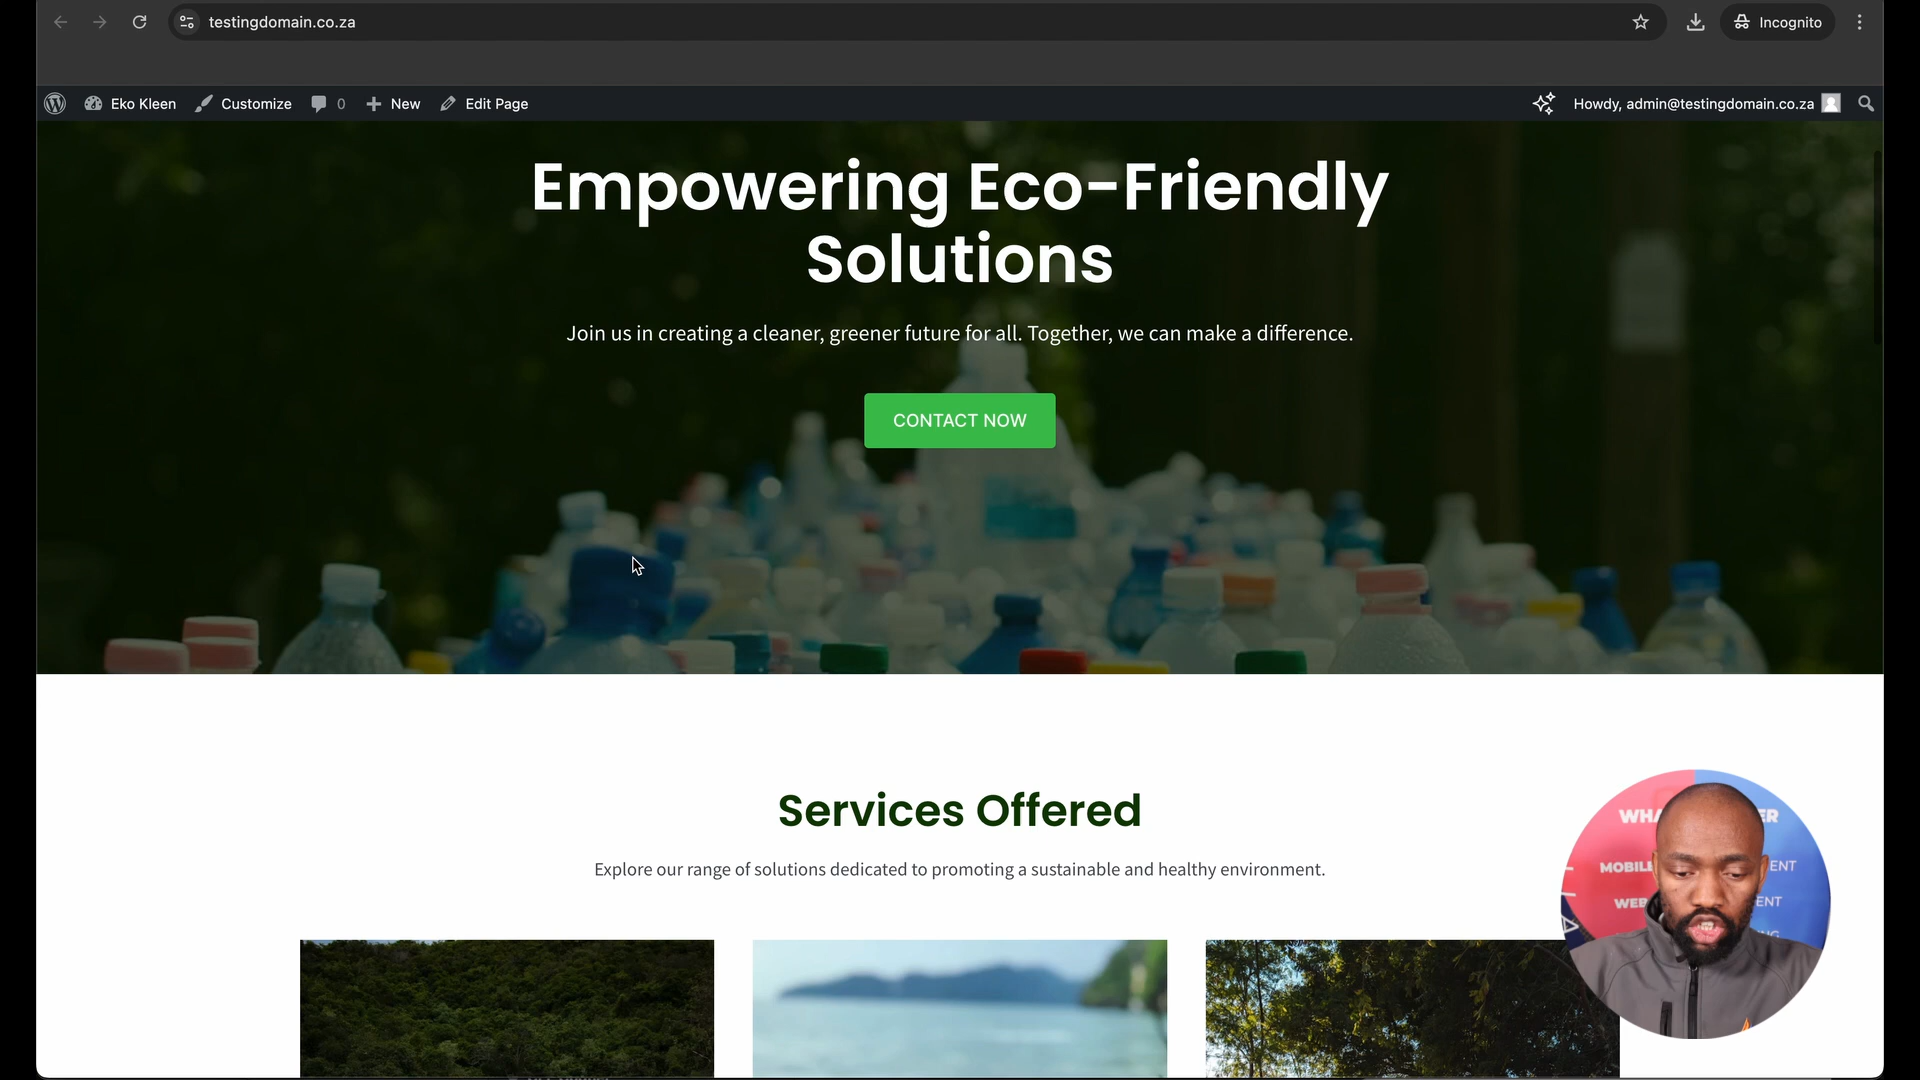 testingdomain.co.za
Incognito
Eko Kleen Customize 0 New Edit Page Howdy, admin@testingdomain.co.za
Empowering Eco-Friendly
Solutions
Join us in creating a cleaner, greener future for all. Together, we can make a difference.
CONTACT NOW
Services Offered
Explore our range of solutions dedicated to promoting a sustainable and healthy environment.